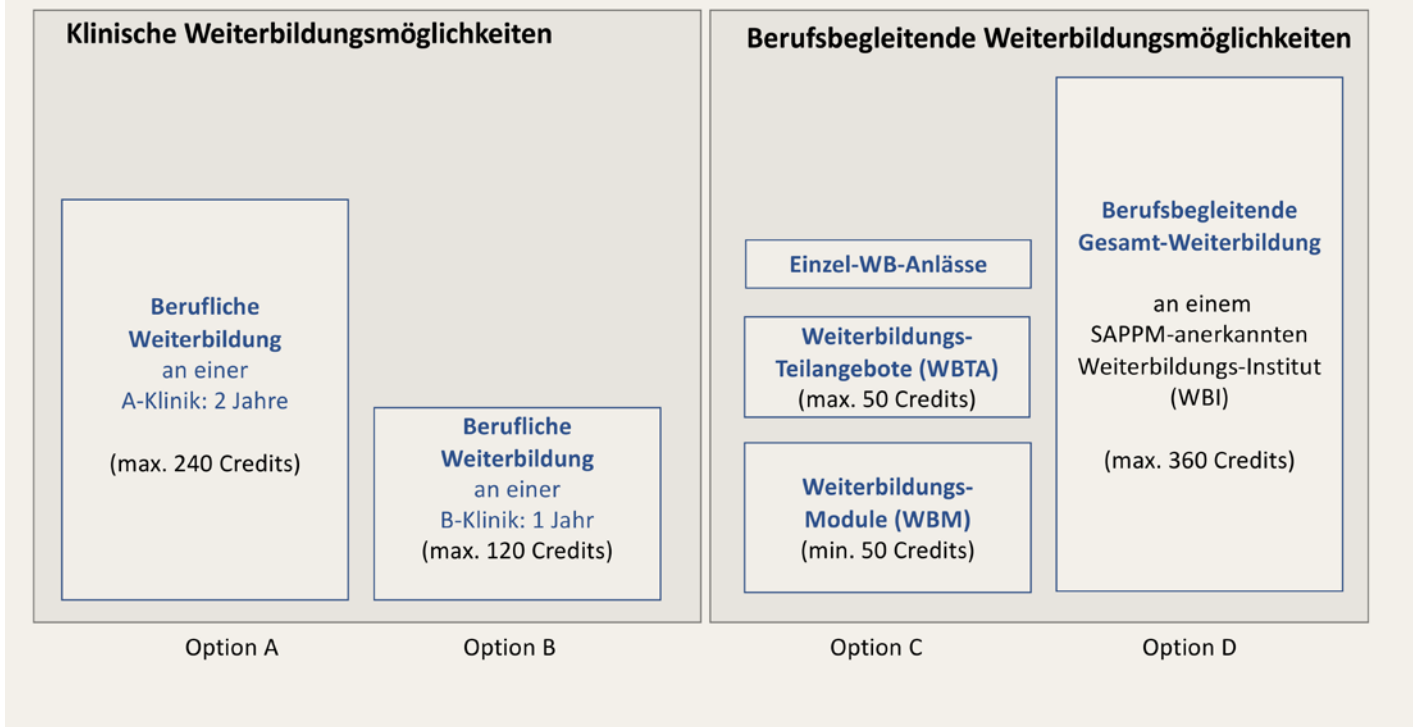 Klinische Weiterbildungsmöglichkeiten
Berufliche
Weiterbildung
an einer
A-Klinik: 2 Jahre
(max. 240 Credits)
Berufliche
Weiterbildung
an einer
B-Klinik: 1 Jahr
(max. 120 Credits)
Berufsbegleitende Weiterbildungsmöglichkeiten
Einzel-WB-Anlässe
Weiterbildungs-
Teilangebote (WBTA)
(max. 50 Credits)
Weiterbildungs-
Module (WBM)
(min. 50 Credits)
Berufsbegleitende
Gesamt-Weiterbildung
an einem
SAPPM-anerkannten
Weiterbildungs-Institut
(WBI)
(max. 360 Credits)
Option A
Option B
Option C
Option D